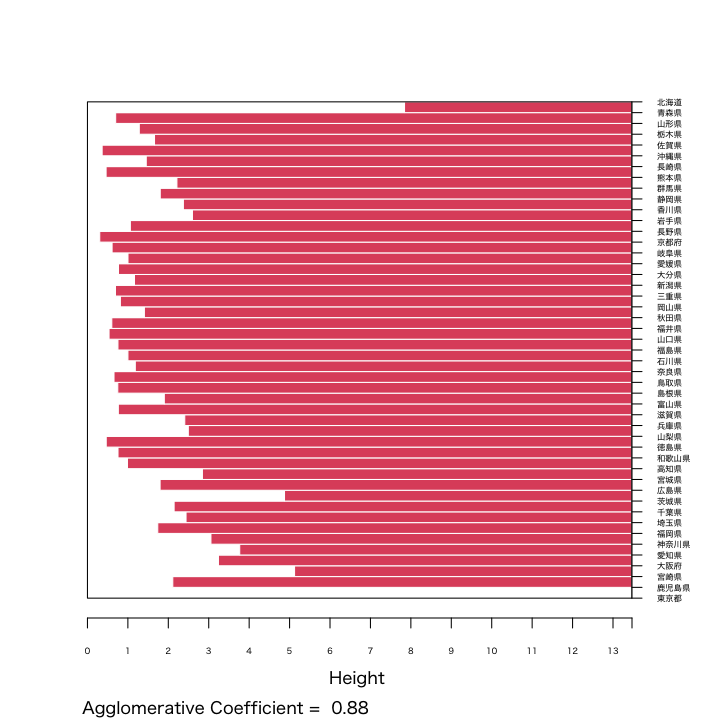 北海道
青森県
山形県
栃木県
佐賀県
沖縄県
長崎県
熊本県
群馬県
静岡県
香川県
岩手県
長野県
京都府
岐阜県
愛媛県
大分県
新潟県
三重県
岡山県
秋田県
福井県
山口県
福島県
石川県
奈良県
鳥取県
島根県
富山県
滋賀県
兵庫県
山梨県
徳島県
和歌山県
高知県
宮城県
広島県
茨城県
千葉県
埼玉県
福岡県
神奈川県
愛知県
大阪府
宮崎県
鹿児島県
東京都
0 1 2 3 4 5 6 7 8 9 10 11 12 13
Height
Agglomerative Coefficient = 0.88